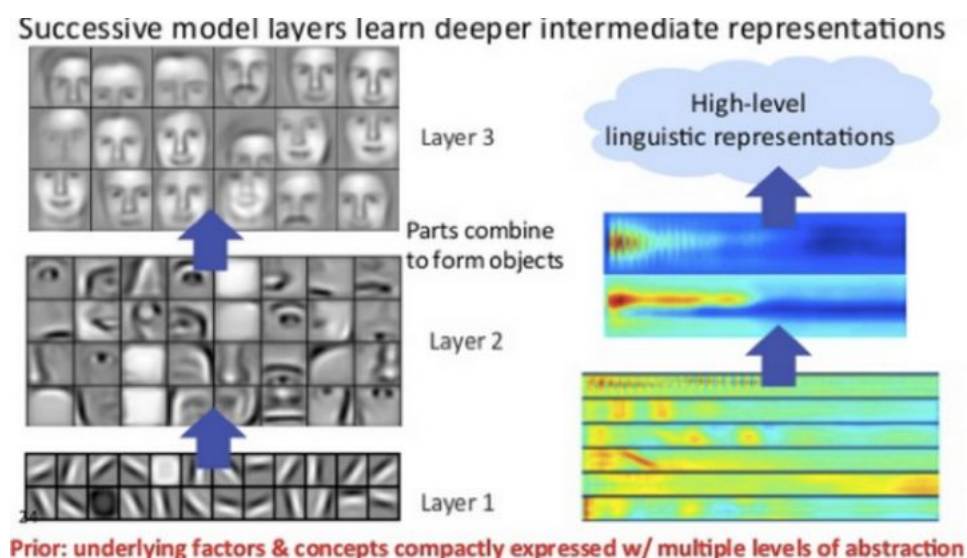 Successive model layers learn deeper intermediate representations
Layer 3
High-level
linguistic representations
Parts combine
to form objects
Layer 2
Layer 1
24
Prior: underlying factors & concepts compactly expressed w/ multiple levels of abstraction